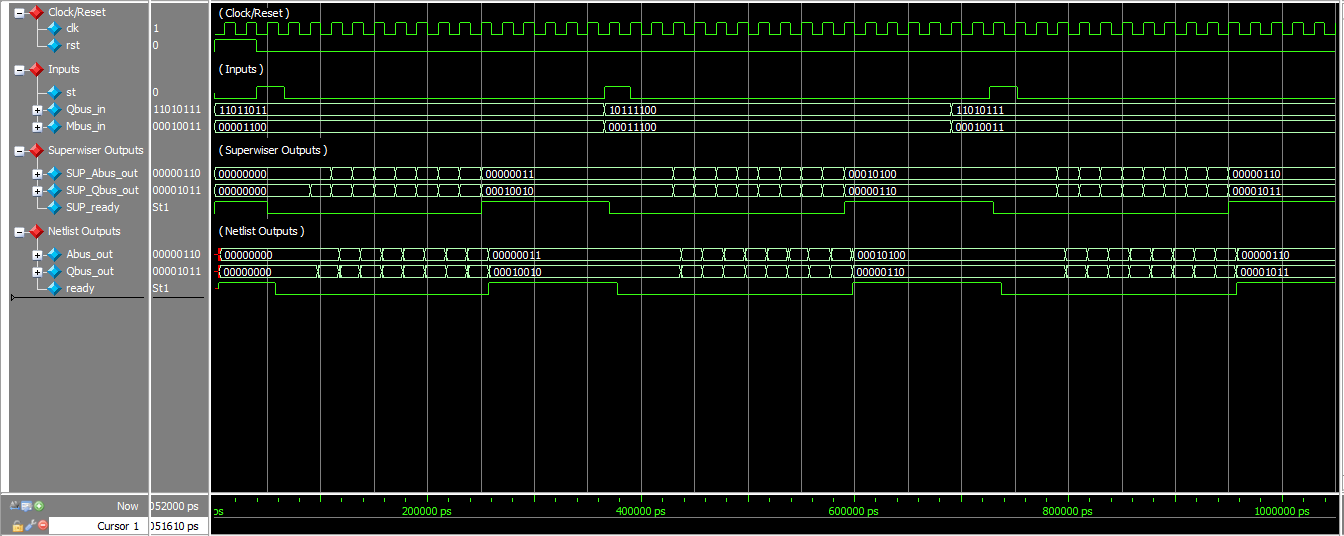 Clock/Reset (Clock/Reset )
clk 1
rst 0
Inputs ( Inputs )
st 0
Qbus_in 11010111 11011011 10111100 11010111
Mbus_in 00010011 00001100 00011100 00010011
Superwiser Outputs ( Superwiser Outputs )
SUP_Abus_out 00000110 00000000 00000011 00010100 00000110
SUP_Qbus_out 00001011 00000000 00010010 00000110 00001011
SUP_ready St1
Netlist Outputs (Netlist Outputs )
Abus_out 00000110 00000000 00000011 00010100 00000110
Qbus_out 00001011 00000000 00010010 00000110 00001011
ready St1
Now 052000 ps ps 200000 ps 400000 ps 600000 ps 800000 ps 1000000 ps
Cursor 1 051610 ps